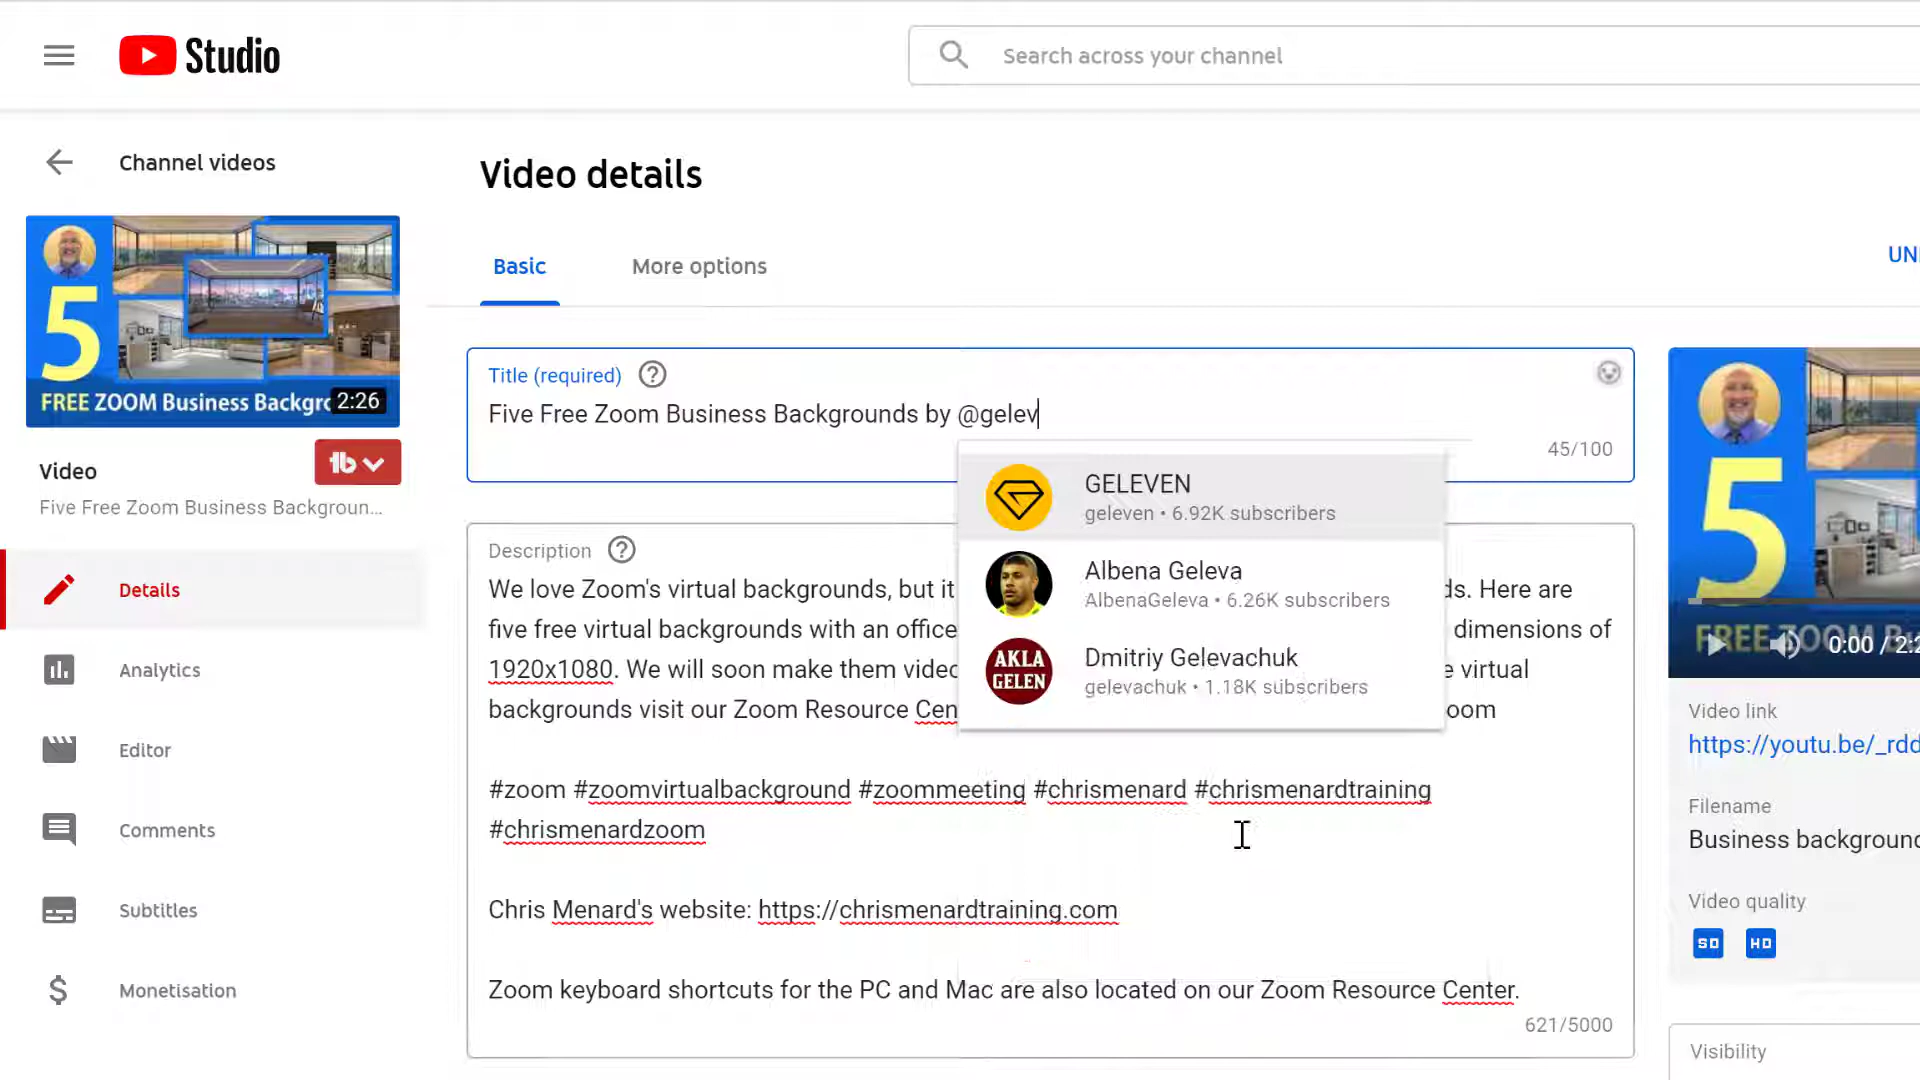 Studio
Search across your channel
Channel videos
5
FREE ZOOM Business Backgr
2:26
Video
Five Free Zoom Business Backgroun...
Details
Analytics
Editor
Comments
Subtitles
Monetisation
Video details
Basic
More options
UN
Title (required)
Five Free Zoom Business Backgrounds by @gelev
45/100
GELEVEN
geleven • 6.92K subscribers
Albena Geleva
AlbenaGeleva • 6.26K subscribers
AKLA
GELEN
Dmitriy Gelevachuk
gelevachuk • 1.18K subscribers
Description
We love Zoom's virtual backgrounds, but it ds. Here are
five free virtual backgrounds with an office dimensions of
1920x1080. We will soon make them video e virtual
backgrounds visit our Zoom Resource Cen oom
#zoom #zoomvirtualbackground #zoommeeting #chrismenard #chrismenardtraining
#chrismenardzoom
Chris Menard's website: https://chrismenardtraining.com
Zoom keyboard shortcuts for the PC and Mac are also located on our Zoom Resource Center.
621/5000
5
FREE ZOOM B
0:00 / 2:2
Video link
https://youtu.be/_rdd
Filename
Business background
Video quality
SD HD
Visibility